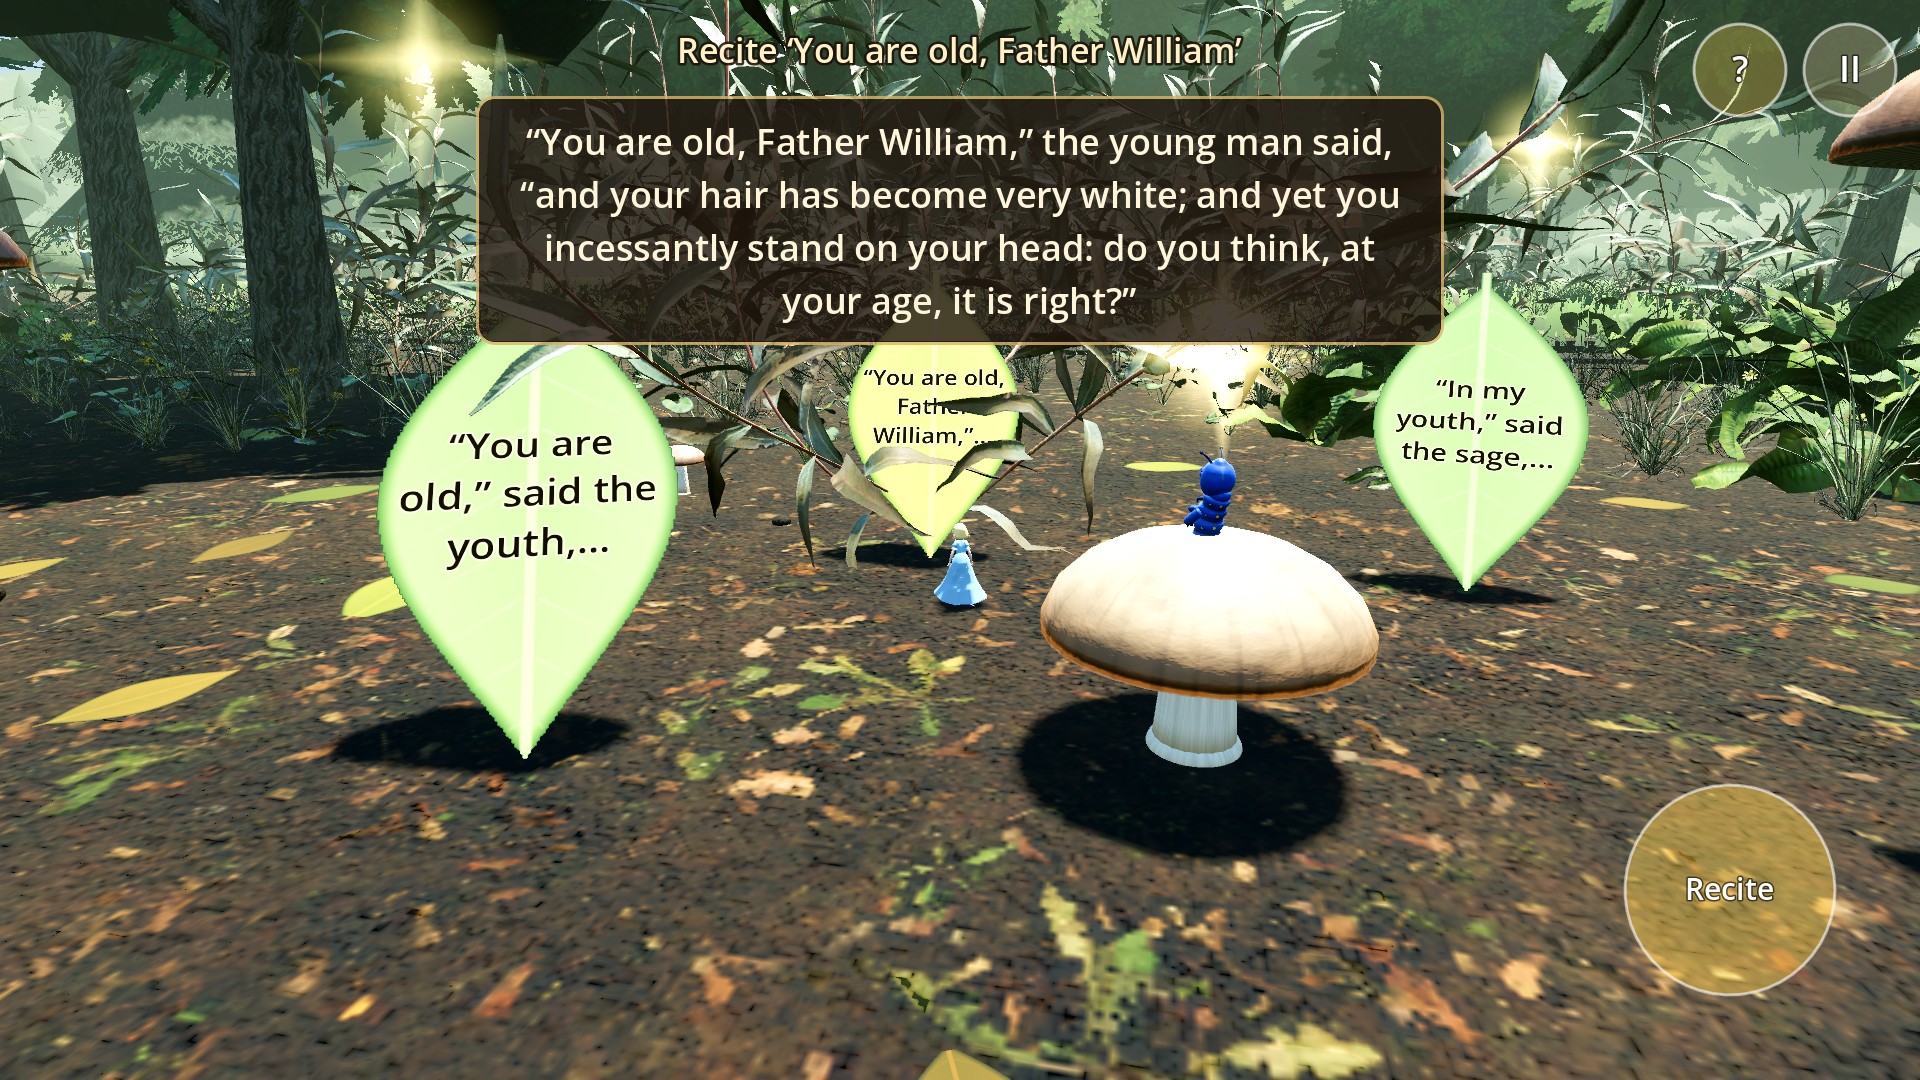 Recite ‘You are old, Father William’
?
“You are old, Father William,” the young man said,
“and your hair has become very white; and yet you
incessantly stand on your head: do you think, at
your age, it is right?”
“You are
old,” said the
youth,...
“You are old,
Father
William,”...
“In my
youth,” said
the sage,...
Recite